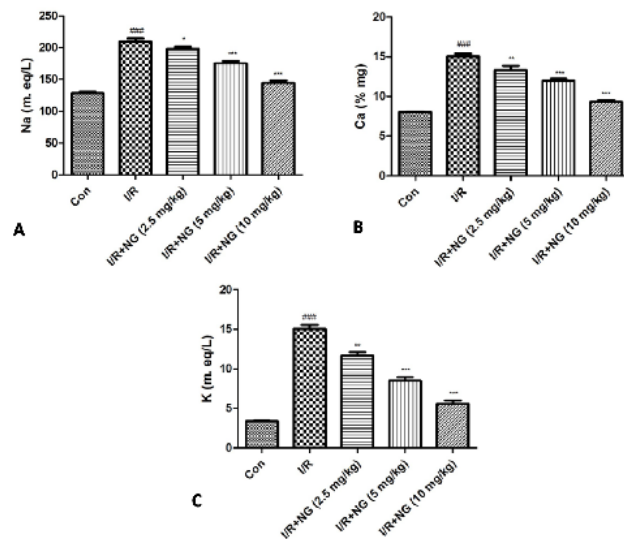 250
200
150
100
50
0
Na (m. eq/L)
###
*
***
***
Con
I/R
I/R+NG (2.5 mg/kg)
I/R+NG (5 mg/kg)
I/R+NG (10 mg/kg)
A
20
15
10
5
0
Ca (% mg)
###
**
***
***
Con
I/R
I/R+NG (2.5 mg/kg)
I/R+NG (5 mg/kg)
I/R+NG (10 mg/kg)
B
20
15
10
5
0
K (m. eq/L)
###
**
***
***
Con
I/R
I/R+NG (2.5 mg/kg)
I/R+NG (5 mg/kg)
I/R+NG (10 mg/kg)
C